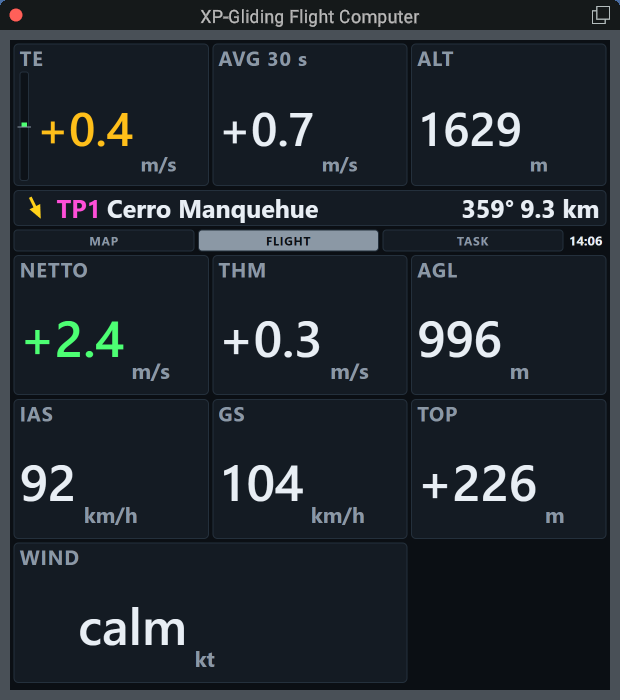 XP-Gliding Flight Computer
TE
AVG 30 s
ALT
+0.4
m/s
+0.7
m/s
1629
m
TP1 Cerro Manquehue
359° 9.3 km
MAP
FLIGHT
TASK
14:06
NETTO
THM
AGL
+2.4
m/s
+0.3
m/s
996
m
IAS
GS
TOP
92
km/h
104
km/h
+226
m
WIND
calm
kt